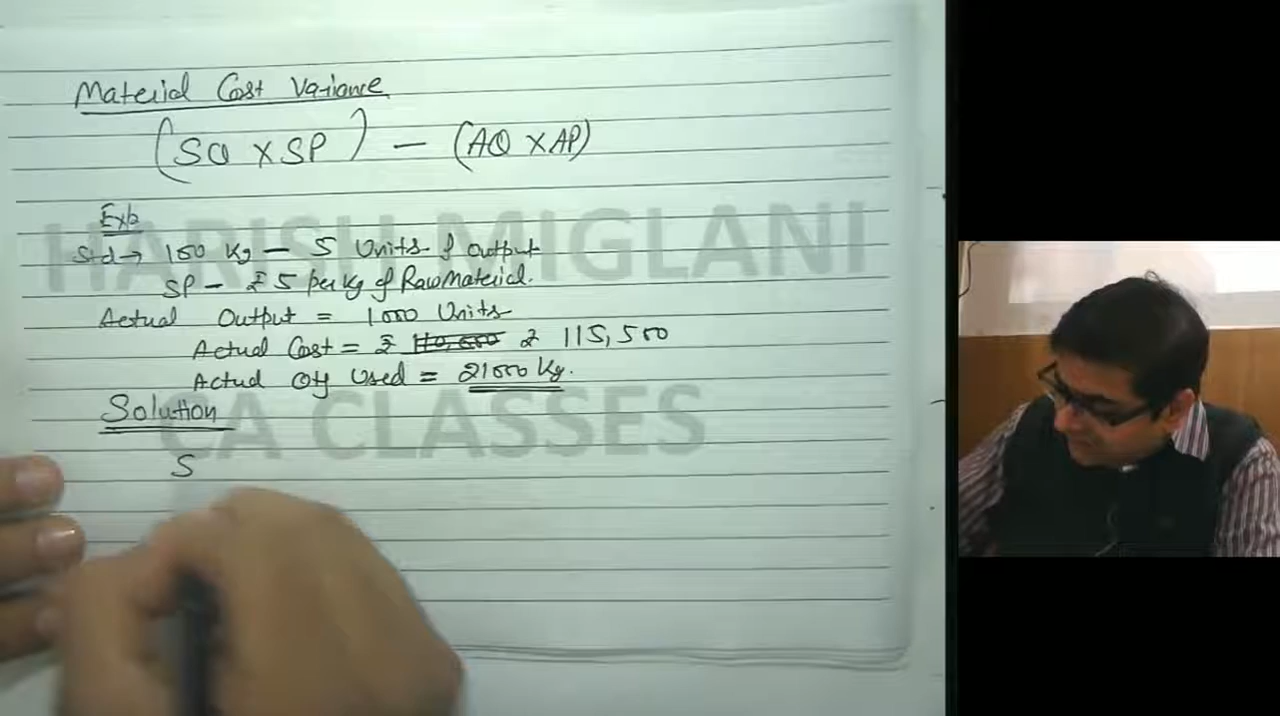 Material Cost Variance
(SQ X SP) — (AQ X AP)
Exb
Std → 150 Kg — 5 Units of Output
SP — ₹ 5 per Kg of Raw Material.
Actual Output = 1000 Units
Actual Cost = ₹ 110,500 ₹ 115,500
Actual Qty Used = 21000 Kg.
Solution
S
HARISH MIGLANI
CA CLASSES